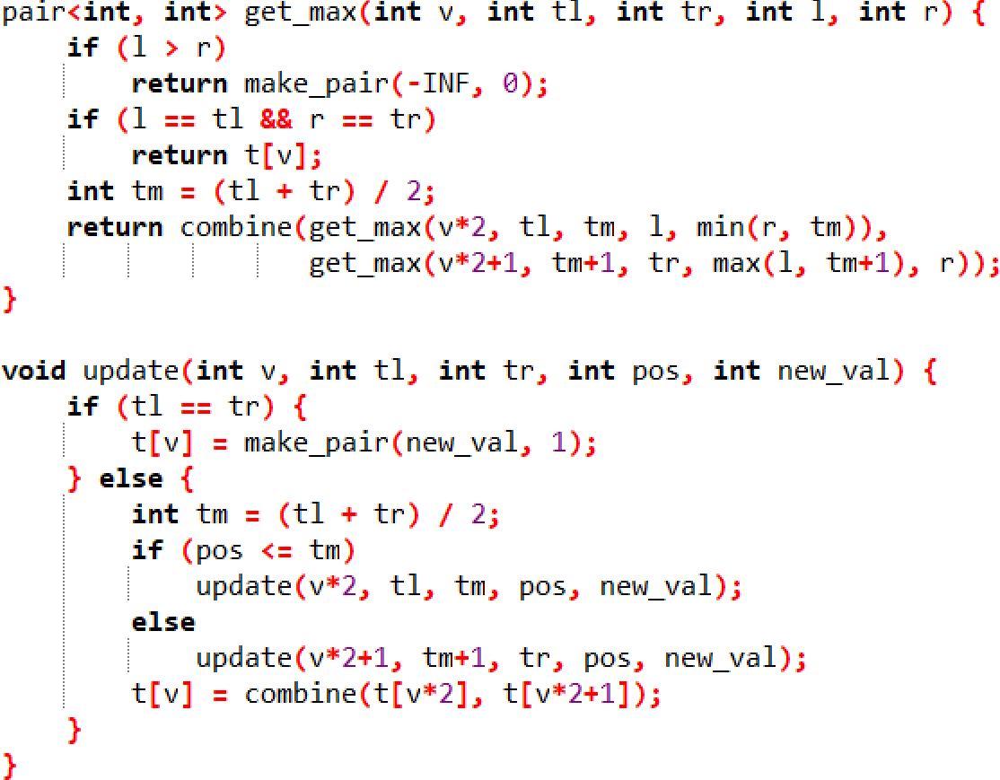 pair<int, int> get_max(int v, int tl, int tr, int l, int r) {
    if (l > r)
        return make_pair(-INF, 0);
    if (l == tl && r == tr)
        return t[v];
    int tm = (tl + tr) / 2;
    return combine(get_max(v*2, tl, tm, l, min(r, tm)),
                   get_max(v*2+1, tm+1, tr, max(l, tm+1), r));
}

void update(int v, int tl, int tr, int pos, int new_val) {
    if (tl == tr) {
        t[v] = make_pair(new_val, 1);
    } else {
        int tm = (tl + tr) / 2;
        if (pos <= tm)
            update(v*2, tl, tm, pos, new_val);
        else
            update(v*2+1, tm+1, tr, pos, new_val);
        t[v] = combine(t[v*2], t[v*2+1]);
    }
}